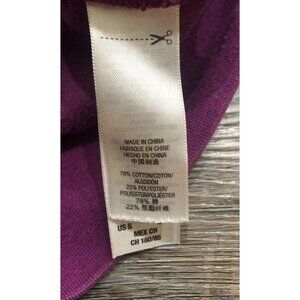 MADE IN CHINA
FABRIQUE EN CHINE
HECHO EN CHINA
中国制造
78% COTTON/COTON/
ALGODÓN
22% POLYESTER/
POLYESTER/POLIÉSTER
78% 棉
22% 聚酯纤维
US S
MEX CH
CH 160/85